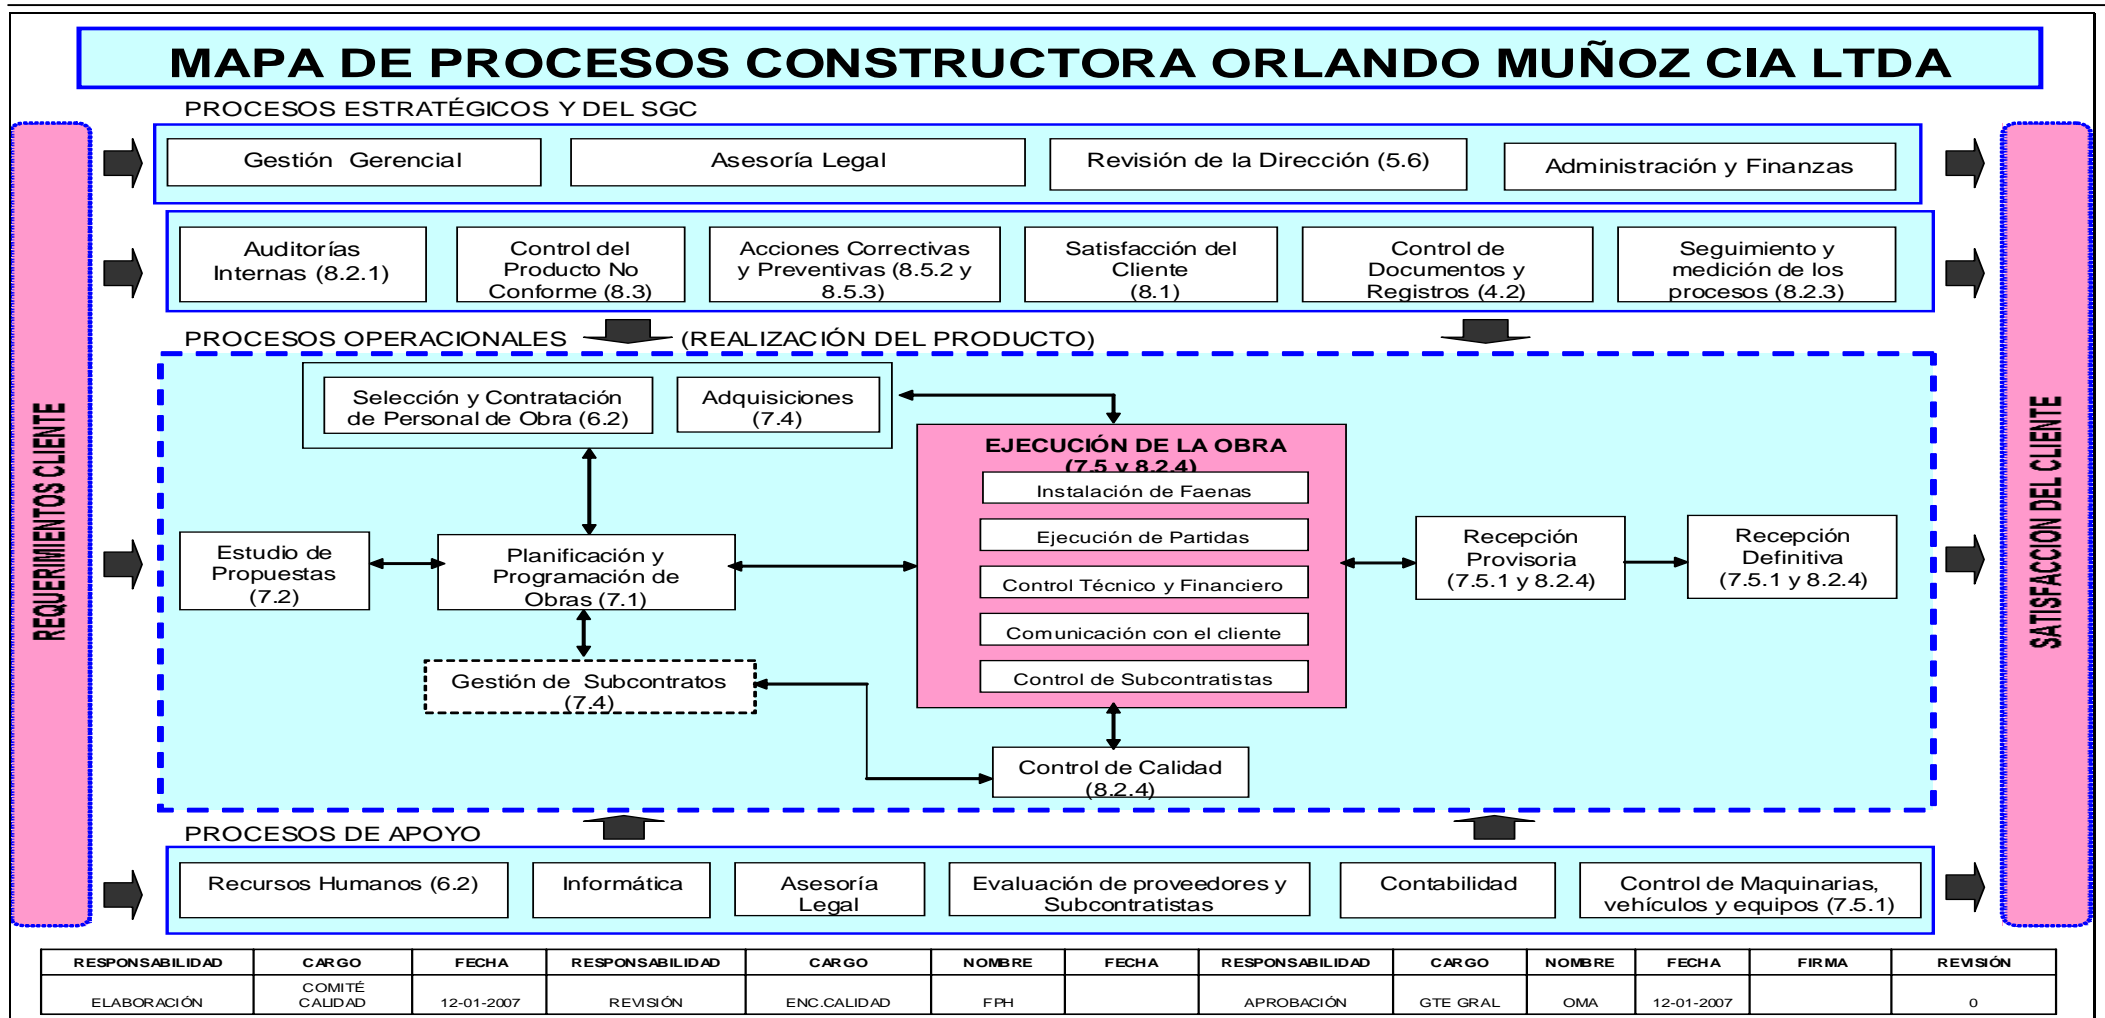 MAPA DE PROCESOS CONSTRUCTORA ORLANDO MUÑOZ CIA LTDA
PROCESOS ESTRATÉGICOS Y DEL SGC
REQUERIMIENTOS CLIENTE
Gestión Gerencial
Asesoría Legal
Revisión de la Dirección (5.6)
Administración y Finanzas
Auditorías
Internas (8.2.1)
Control del
Producto No
Conforme (8.3)
Acciones Correctivas
y Preventivas (8.5.2 y
8.5.3)
Satisfacción del
Cliente
(8.1)
Control de
Documentos y
Registros (4.2)
Seguimiento y
medición de los
procesos (8.2.3)
PROCESOS OPERACIONALES (REALIZACIÓN DEL PRODUCTO)
Selección y Contratación
de Personal de Obra (6.2)
Adquisiciones
(7.4)
Estudio de
Propuestas
(7.2)
Planificación y
Programación de
Obras (7.1)
Gestión de Subcontratos
(7.4)
EJECUCIÓN DE LA OBRA
(7.5 y 8.2.4)
Instalación de Faenas
Ejecución de Partidas
Control Técnico y Financiero
Comunicación con el cliente
Control de Subcontratistas
Control de Calidad
(8.2.4)
Recepción
Provisoria
(7.5.1 y 8.2.4)
Recepción
Definitiva
(7.5.1 y 8.2.4)
SATISFACCION DEL CLIENTE
PROCESOS DE APOYO
Recursos Humanos (6.2)
Informática
Asesoría
Legal
Evaluación de proveedores y
Subcontratistas
Contabilidad
Control de Maquinarias,
vehículos y equipos (7.5.1)
RESPONSABILIDAD CARGO FECHA RESPONSABILIDAD CARGO NOMBRE FECHA RESPONSABILIDAD CARGO NOMBRE FECHA FIRMA REVISIÓN
ELABORACIÓN COMITÉ CALIDAD 12-01-2007 REVISIÓN ENC.CALIDAD FPH APROBACIÓN GTE GRAL OMA 12-01-2007 0